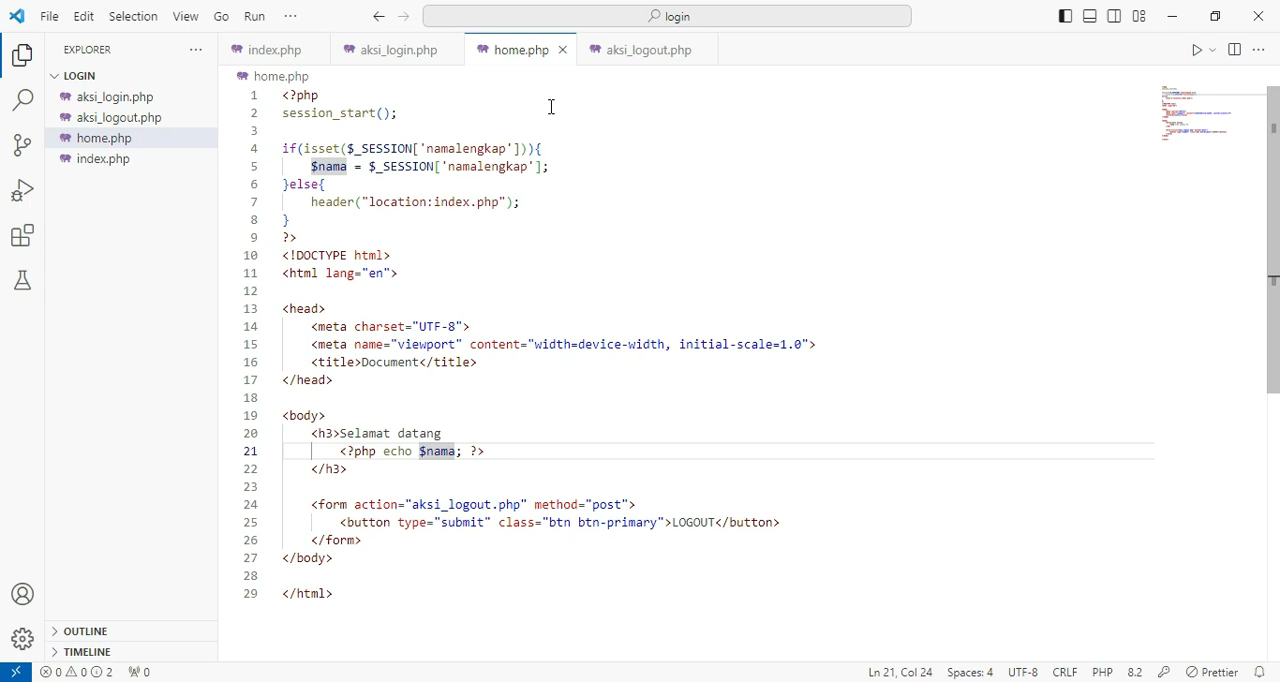 File Edit Selection View Go Run ··· login
EXPLORER ···
LOGIN
aksi_login.php
aksi_logout.php
home.php
index.php
OUTLINE
TIMELINE
index.php aksi_login.php home.php aksi_logout.php
home.php
1 <?php
2 session_start();
3
4 if(isset($_SESSION['namalengkap'])){
5 $nama = $_SESSION['namalengkap'];
6 }else{
7 header("location:index.php");
8 }
9 ?>
10 <!DOCTYPE html>
11 <html lang="en">
12
13 <head>
14 <meta charset="UTF-8">
15 <meta name="viewport" content="width=device-width, initial-scale=1.0">
16 <title>Document</title>
17 </head>
18
19 <body>
20 <h3>Selamat datang
21 <?php echo $nama; ?>
22 </h3>
23
24 <form action="aksi_logout.php" method="post">
25 <button type="submit" class="btn btn-primary">LOGOUT</button>
26 </form>
27 </body>
28
29 </html>
0 0 2 0 Ln 21, Col 24 Spaces: 4 UTF-8 CRLF PHP 8.2 Prettier